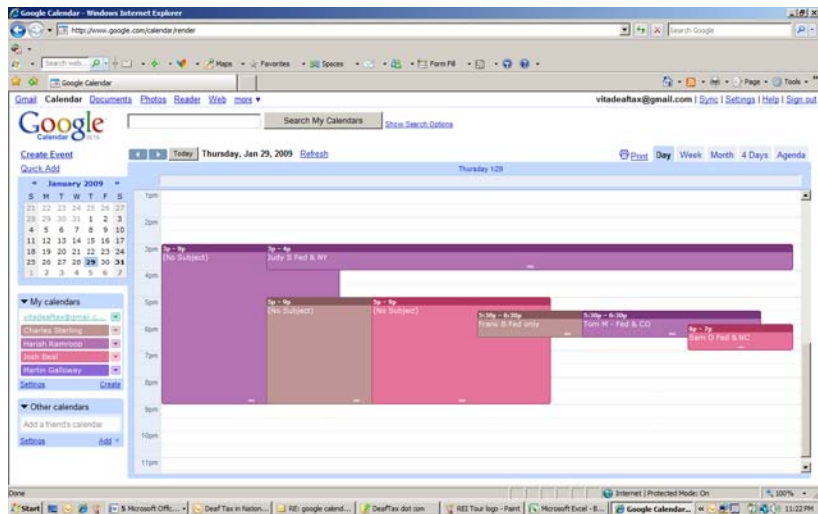 Google Calendar - Windows Internet Explorer
http://www.google.com/calendar/render
Search Google
Search web...
Maps
Favorites
Spaces
Form Fill
Google Calendar
Page
Tools
Gmail Calendar Documents Photos Reader Web more ▼
vitadeaftax@gmail.com | Sync | Settings | Help | Sign out
Google
Calendar BETA
Search My Calendars
Show Search Options
Create Event
Quick Add
Today Thursday, Jan 29, 2009 Refresh
Print Day Week Month 4 Days Agenda
« January 2009 »
S M T W T F S
21 22 23 24 25 26 27
28 29 30 31 1 2 3
4 5 6 7 8 9 10
11 12 13 14 15 16 17
18 19 20 21 22 23 24
25 26 27 28 29 30 31
1 2 3 4 5 6 7
▼ My calendars
vitadeaftax@gmail.c...
Charles Sterling
Hariah Kamroop
Josh Beal
Martin Galloway
Settings Create
▼ Other calendars
Add a friend's calendar
Settings Add
Thursday 1/29
1pm
2pm
3pm
4pm
5pm
6pm
7pm
8pm
9pm
10pm
11pm
3p – 9p
(No Subject)
3p – 4p
Judy S Fed & NY
5p – 9p
(No Subject)
5p – 9p
(No Subject)
5:30p – 6:30p
Frank B Fed only
5:30p – 6:30p
Tom M - Fed & CO
6p – 7p
Sam D Fed & NC
Done
Internet | Protected Mode: On
100%
Start
5 Microsoft Offic...
Deaf Tax in Nation...
RE: google calend...
DeafTax dot com
REI Tour logo - Paint
Microsoft Excel - B...
Google Calendar...
11:22 PM